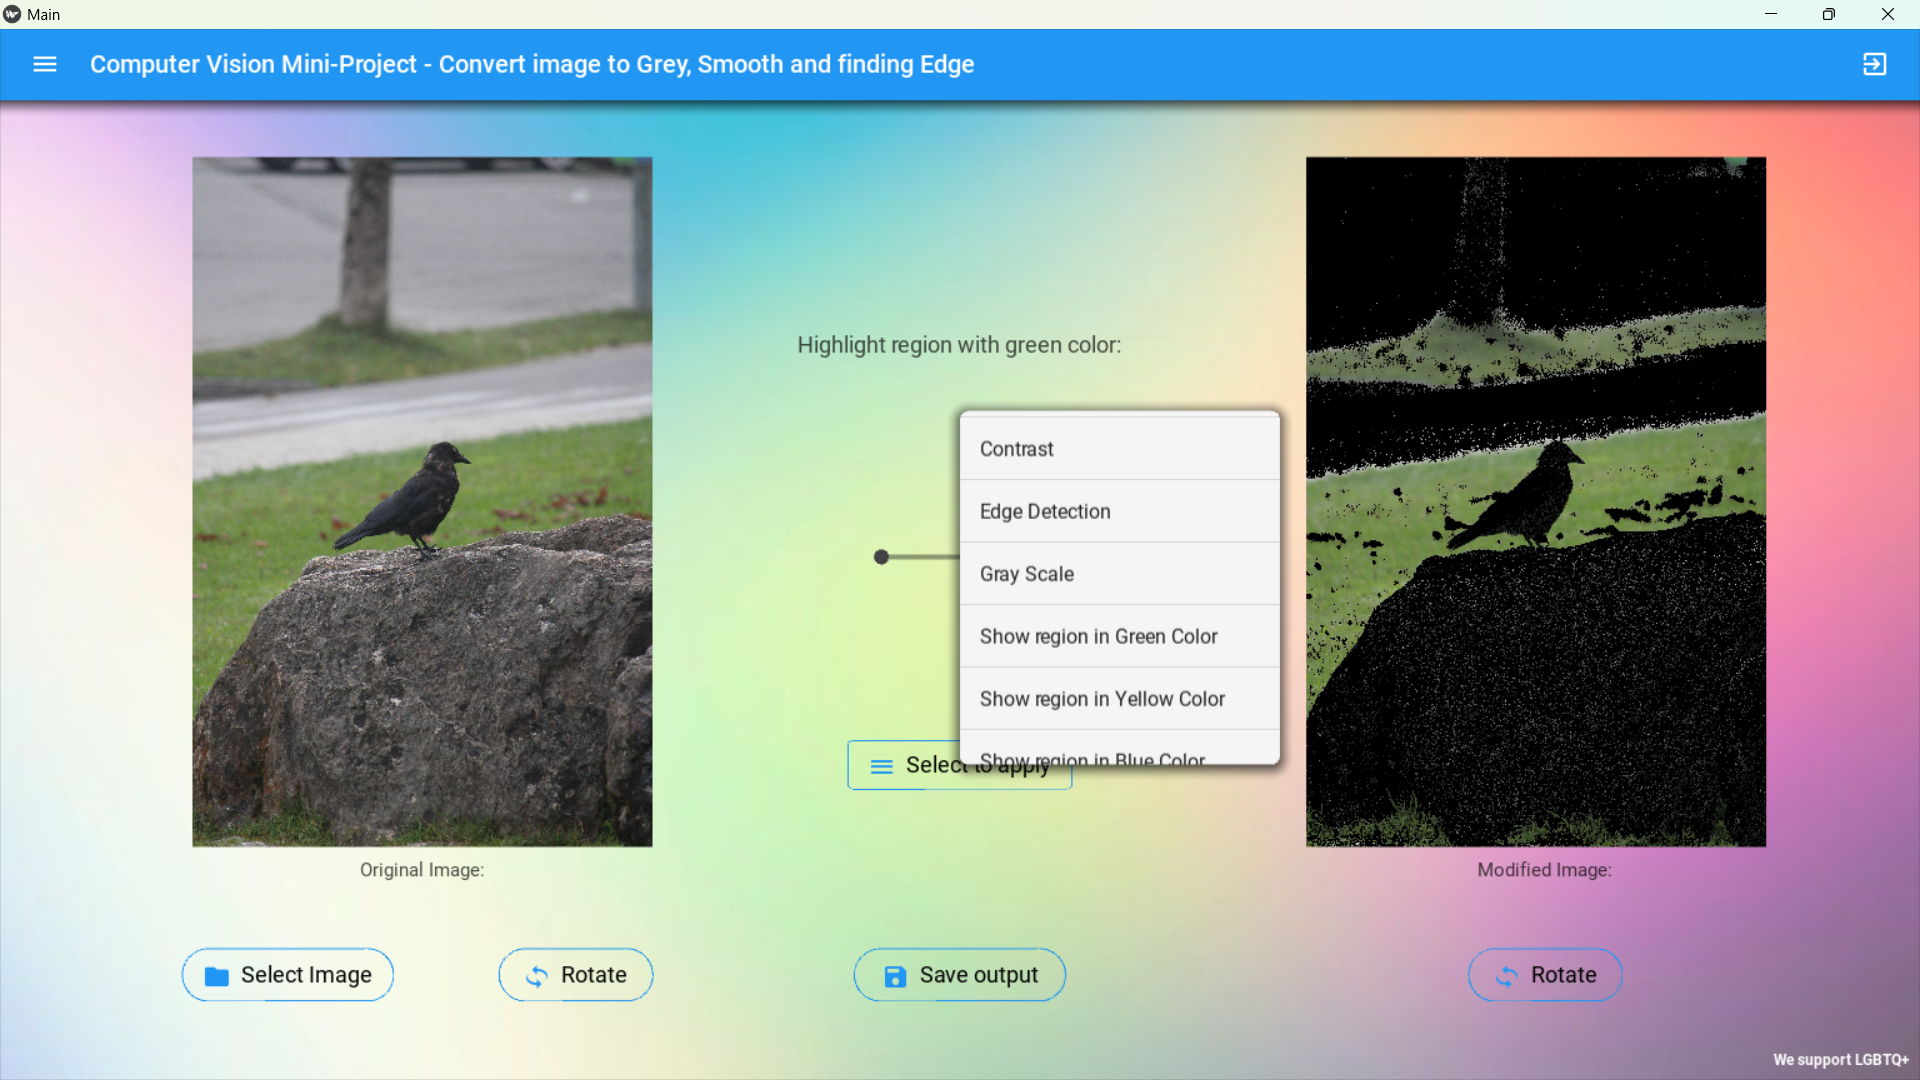 Main
Computer Vision Mini-Project - Convert image to Grey, Smooth and finding Edge
Highlight region with green color:
Contrast
Edge Detection
Gray Scale
Show region in Green Color
Show region in Yellow Color
Show region in Blue Color
Select to apply
Original Image:
Modified Image:
Select Image
Rotate
Save output
Rotate
We support LGBTQ+